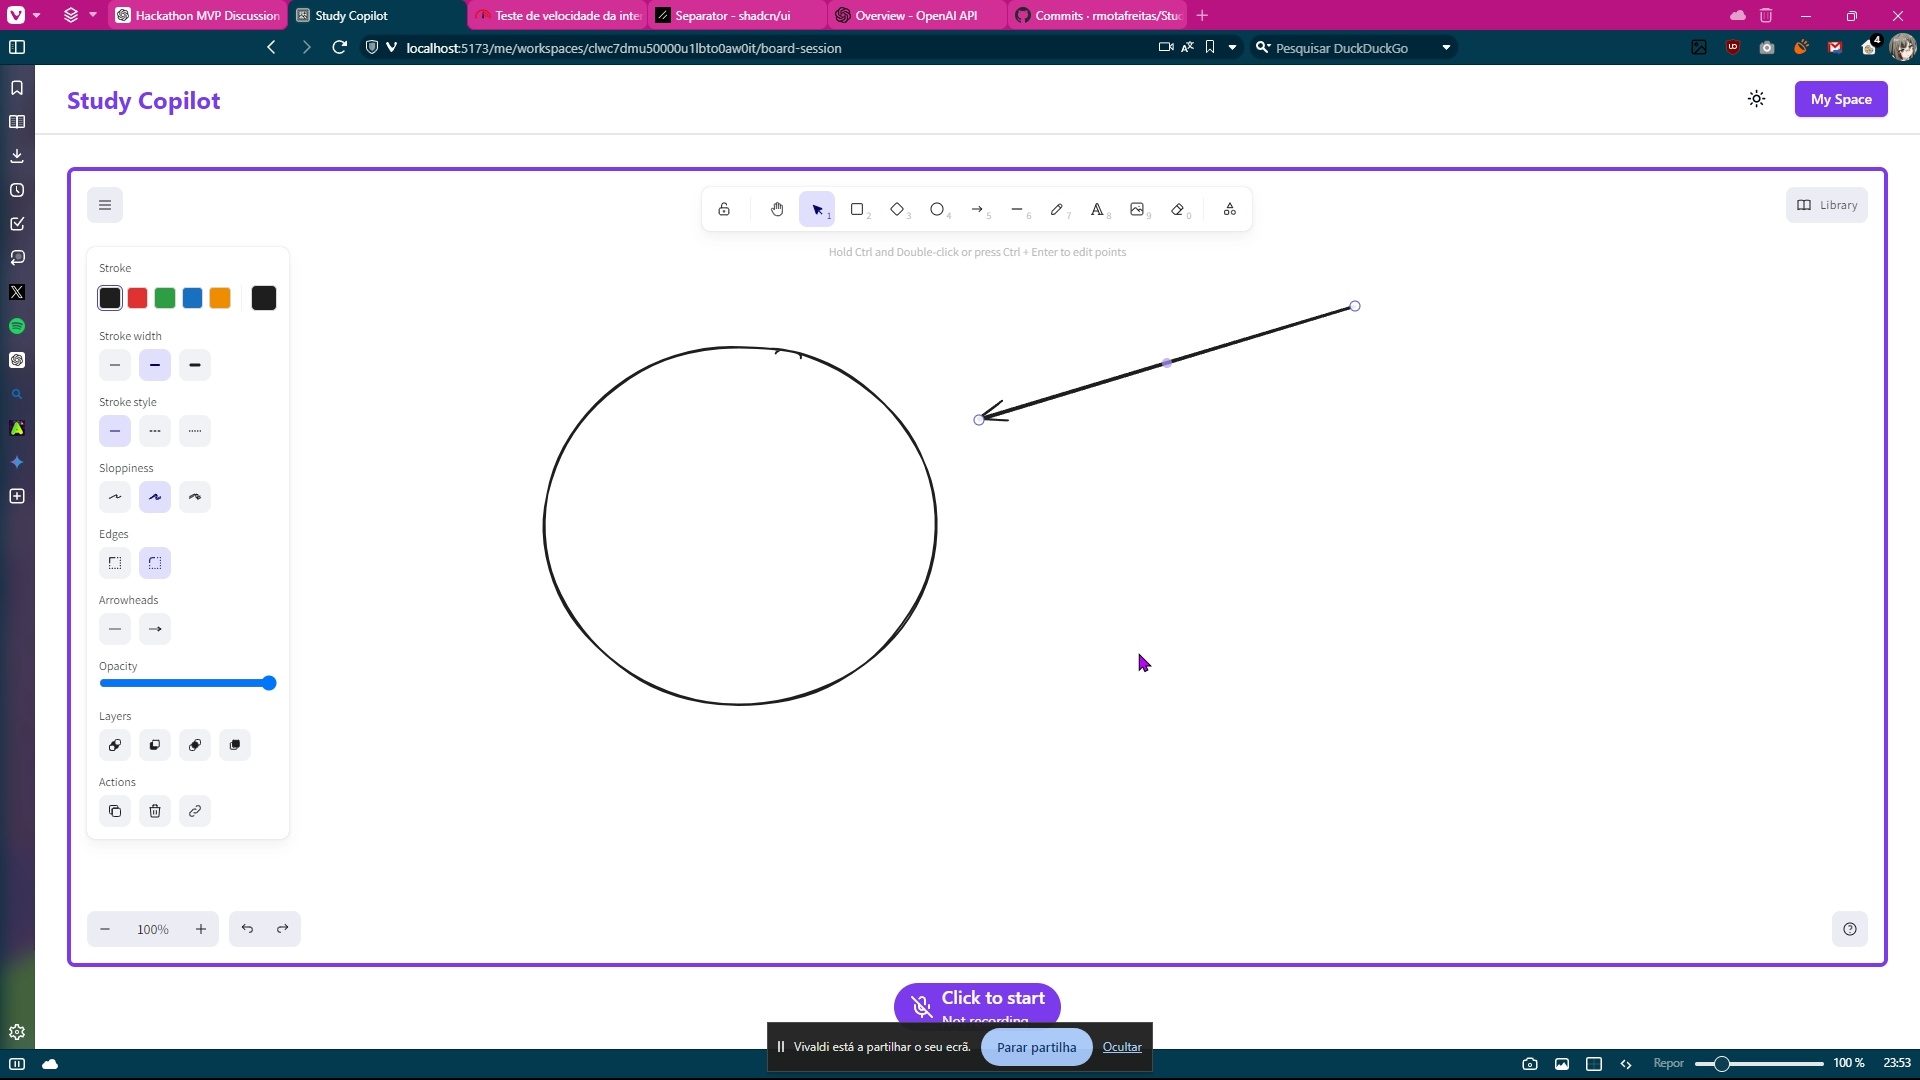 Hackathon MVP Discussion
Study Copilot
Teste de velocidade da inte
Separator - shadcn/ui
Overview - OpenAI API
Commits · rmotafreitas/Stu
localhost:5173/me/workspaces/clwc7dmu50000u1lbto0aw0it/board-session
Pesquisar DuckDuckGo
4
Study Copilot
My Space
1
2
3
4
5
6
7
8
9
0
Library
Hold Ctrl and Double-click or press Ctrl + Enter to edit points
Stroke
Stroke width
Stroke style
Sloppiness
Edges
Arrowheads
Opacity
Layers
Actions
100%
Click to start
Not recording
Vivaldi está a partilhar o seu ecrã.
Parar partilha
Ocultar
Repor
100 %
23:53